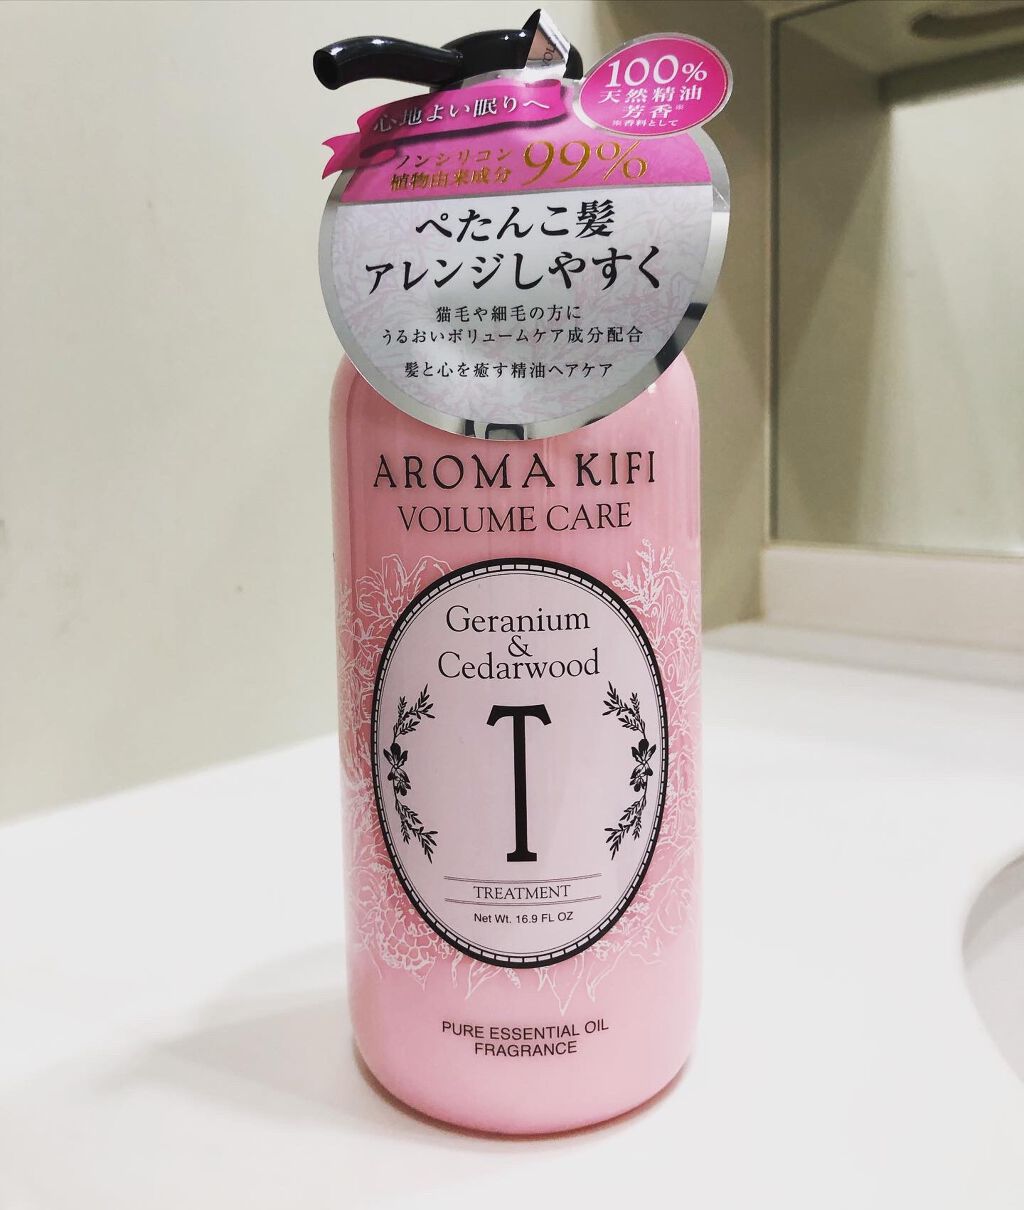 心地よい眠りへ
100%
天然精油
芳香※
※香料として
ノンシリコン
植物由来成分 99%
ぺたんこ髪
アレンジしやすく
猫毛や細毛の方に
うるおいボリュームケア成分配合
髪と心を癒す精油ヘアケア
AROMA KIFI
VOLUME CARE
Geranium
&
Cedarwood
T
TREATMENT
Net Wt. 16.9 FL OZ
PURE ESSENTIAL OIL
FRAGRANCE